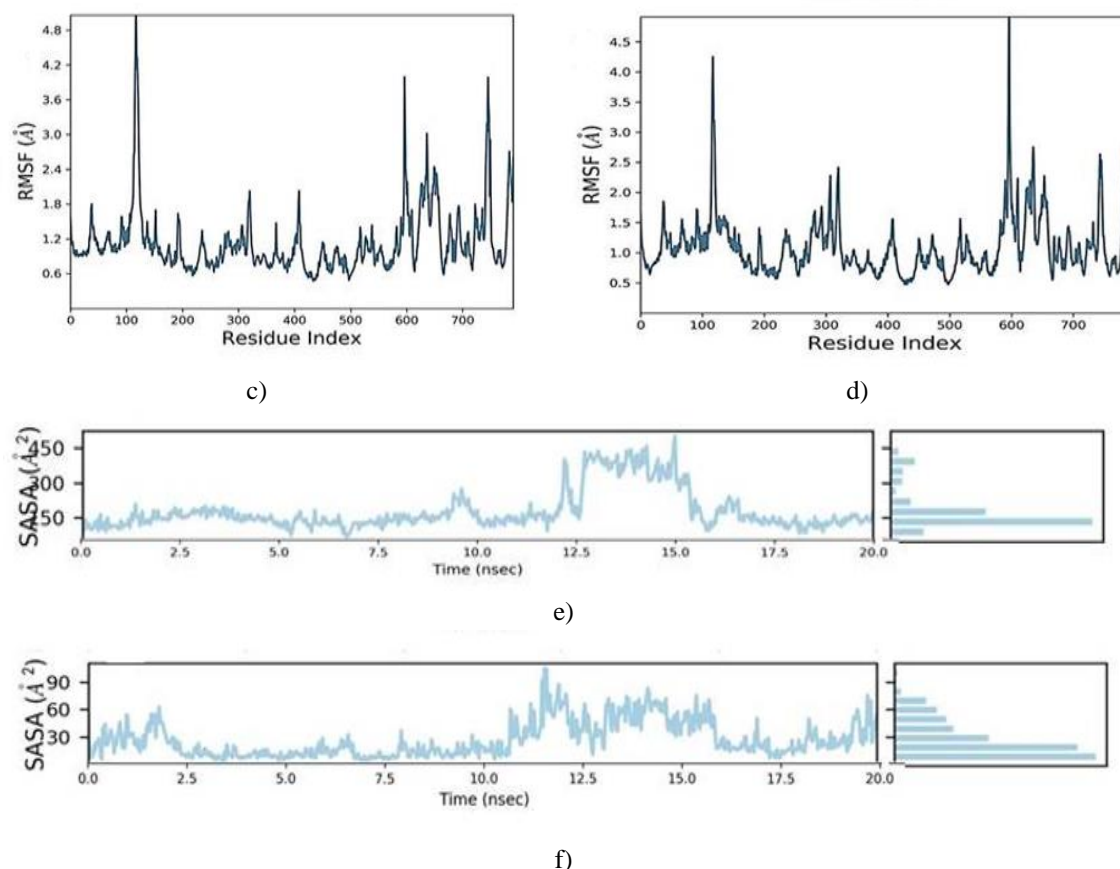 4.8
4.2
3.6
3.0
2.4
1.8
1.2
0.6
RMSF (Å)
0 100 200 300 400 500 600 700
Residue Index
c)
4.5
4.0
3.5
3.0
2.5
2.0
1.5
1.0
0.5
RMSF (Å)
0 100 200 300 400 500 600 700
Residue Index
d)
SASA (Å²)
450
300
150
0.0 2.5 5.0 7.5 10.0 12.5 15.0 17.5 20.0
Time (nsec)
e)
SASA (Å²)
90
60
30
0.0 2.5 5.0 7.5 10.0 12.5 15.0 17.5 20.0
Time (nsec)
f)